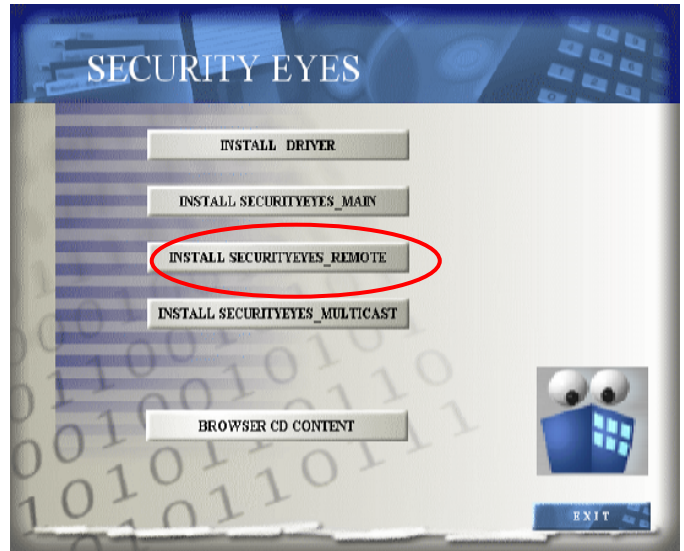 SECURITY EYES
INSTALL DRIVER
INSTALL SECURITYEYES_MAIN
INSTALL SECURITYEYES_REMOTE
INSTALL SECURITYEYES_MULTICAST
BROWSER CD CONTENT
EXIT